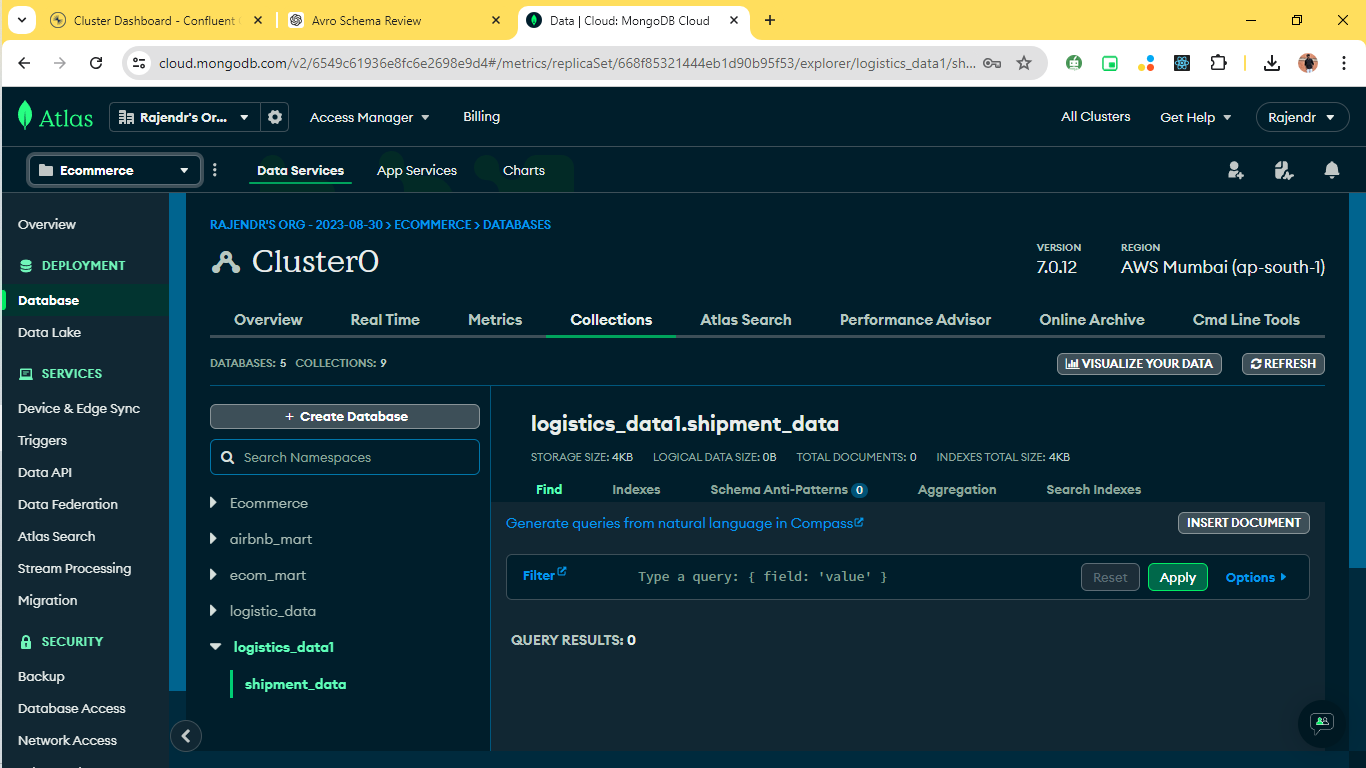 Cluster Dashboard - Confluent C
Avro Schema Review
Data | Cloud: MongoDB Cloud
cloud.mongodb.com/v2/6549c61936e8fc6e2698e9d4#/metrics/replicaSet/668f85321444eb1d90b95f53/explorer/logistics_data1/sh...
Atlas
Rajendr's Or...
Access Manager
Billing
All Clusters
Get Help
Rajendr
Ecommerce
Data Services
App Services
Charts
Overview
DEPLOYMENT
Database
Data Lake
SERVICES
Device & Edge Sync
Triggers
Data API
Data Federation
Atlas Search
Stream Processing
Migration
SECURITY
Backup
Database Access
Network Access
RAJENDR'S ORG - 2023-08-30 > ECOMMERCE > DATABASES
Cluster0
VERSION
7.0.12
REGION
AWS Mumbai (ap-south-1)
Overview
Real Time
Metrics
Collections
Atlas Search
Performance Advisor
Online Archive
Cmd Line Tools
DATABASES: 5 COLLECTIONS: 9
VISUALIZE YOUR DATA
REFRESH
+ Create Database
Search Namespaces
Ecommerce
airbnb_mart
ecom_mart
logistic_data
logistics_data1
shipment_data
logistics_data1.shipment_data
STORAGE SIZE: 4KB LOGICAL DATA SIZE: 0B TOTAL DOCUMENTS: 0 INDEXES TOTAL SIZE: 4KB
Find
Indexes
Schema Anti-Patterns 0
Aggregation
Search Indexes
Generate queries from natural language in Compass
INSERT DOCUMENT
Filter
Type a query: { field: 'value' }
Reset
Apply
Options
QUERY RESULTS: 0